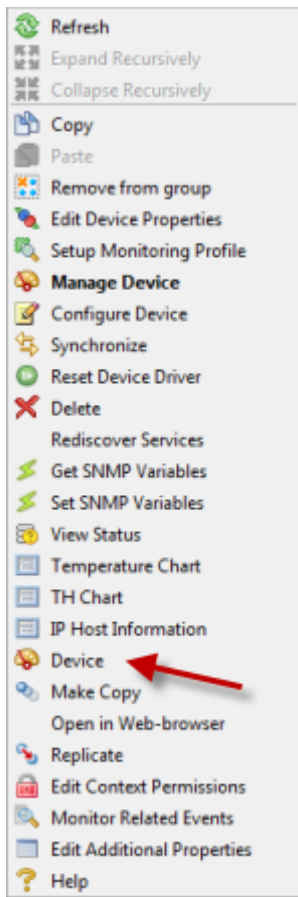 Refresh
Expand Recursively
Collapse Recursively
Copy
Paste
Remove from group
Edit Device Properties
Setup Monitoring Profile
Manage Device
Configure Device
Synchronize
Reset Device Driver
Delete
Rediscover Services
Get SNMP Variables
Set SNMP Variables
View Status
Temperature Chart
TH Chart
IP Host Information
Device
Make Copy
Open in Web-browser
Replicate
Edit Context Permissions
Monitor Related Events
Edit Additional Properties
Help